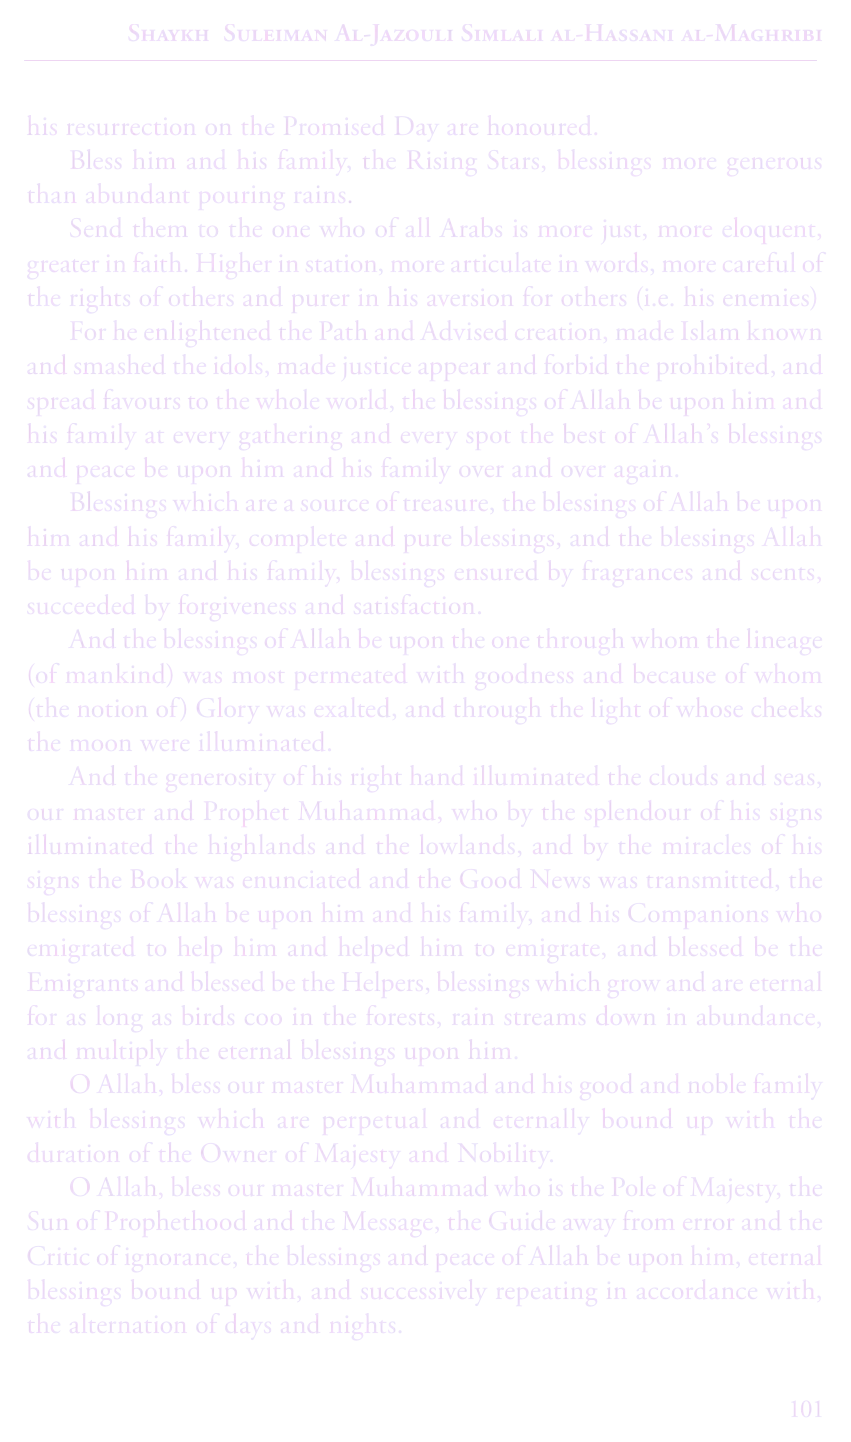 Shaykh Suleiman Al-Jazouli Simlali al-Hassani al-Maghribi
his resurrection on the Promised Day are honoured.
Bless him and his family, the Rising Stars, blessings more generous
than abundant pouring rains.
Send them to the one who of all Arabs is more just, more eloquent,
greater in faith. Higher in station, more articulate in words, more careful of
the rights of others and purer in his aversion for others (i.e. his enemies)
For he enlightened the Path and Advised creation, made Islam known
and smashed the idols, made justice appear and forbid the prohibited, and
spread favours to the whole world, the blessings of Allah be upon him and
his family at every gathering and every spot the best of Allah's blessings
and peace be upon him and his family over and over again.
Blessings which are a source of treasure, the blessings of Allah be upon
him and his family, complete and pure blessings, and the blessings Allah
be upon him and his family, blessings ensured by fragrances and scents,
succeeded by forgiveness and satisfaction.
And the blessings of Allah be upon the one through whom the lineage
(of mankind) was most permeated with goodness and because of whom
(the notion of) Glory was exalted, and through the light of whose cheeks
the moon were illuminated.
And the generosity of his right hand illuminated the clouds and seas,
our master and Prophet Muhammad, who by the splendour of his signs
illuminated the highlands and the lowlands, and by the miracles of his
signs the Book was enunciated and the Good News was transmitted, the
blessings of Allah be upon him and his family, and his Companions who
emigrated to help him and helped him to emigrate, and blessed be the
Emigrants and blessed be the Helpers, blessings which grow and are eternal
for as long as birds coo in the forests, rain streams down in abundance,
and multiply the eternal blessings upon him.
O Allah, bless our master Muhammad and his good and noble family
with blessings which are perpetual and eternally bound up with the
duration of the Owner of Majesty and Nobility.
O Allah, bless our master Muhammad who is the Pole of Majesty, the
Sun of Prophethood and the Message, the Guide away from error and the
Critic of ignorance, the blessings and peace of Allah be upon him, eternal
blessings bound up with, and successively repeating in accordance with,
the alternation of days and nights.
101